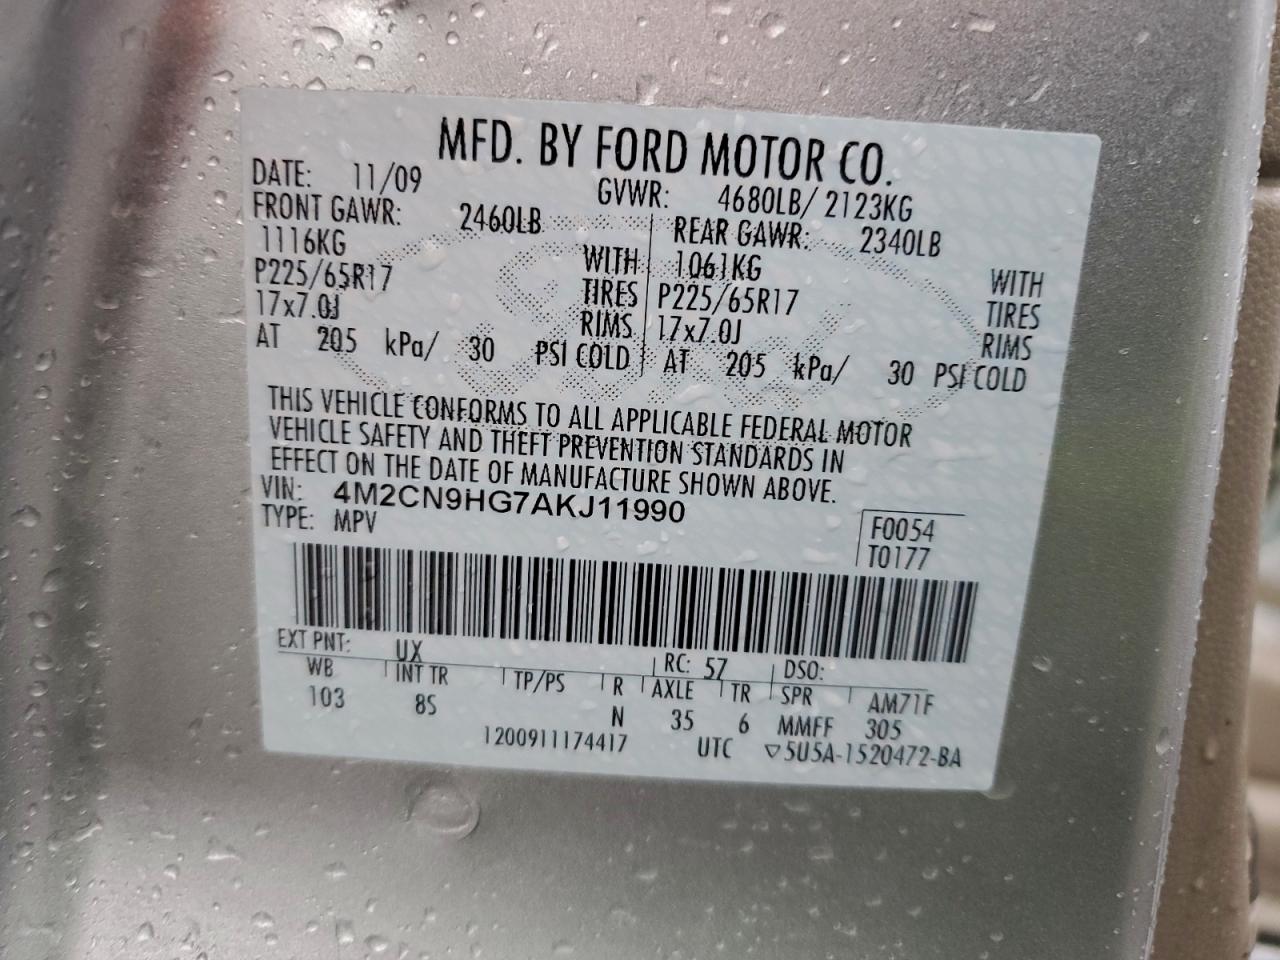 MFD. BY FORD MOTOR CO.
DATE: 11/09 GVWR: 4680LB/ 2123KG
FRONT GAWR: 2460LB REAR GAWR: 2340LB
1116KG WITH 1061KG WITH
P225/65R17 TIRES P225/65R17 TIRES
17x7.0J RIMS 17x7.0J RIMS
AT 205 kPa/ 30 PSI COLD AT 205 kPa/ 30 PSI COLD
THIS VEHICLE CONFORMS TO ALL APPLICABLE FEDERAL MOTOR
VEHICLE SAFETY AND THEFT PREVENTION STANDARDS IN
EFFECT ON THE DATE OF MANUFACTURE SHOWN ABOVE.
VIN: 4M2CN9HG7AKJ11990
TYPE: MPV
F0054
T0177
EXT PNT: UX RC: 57 DSO:
WB INT TR TP/PS R AXLE TR SPR AM71F
103 8S N 35 6 MMFF 305
1200911174417 UTC ▽5U5A-1520472-BA